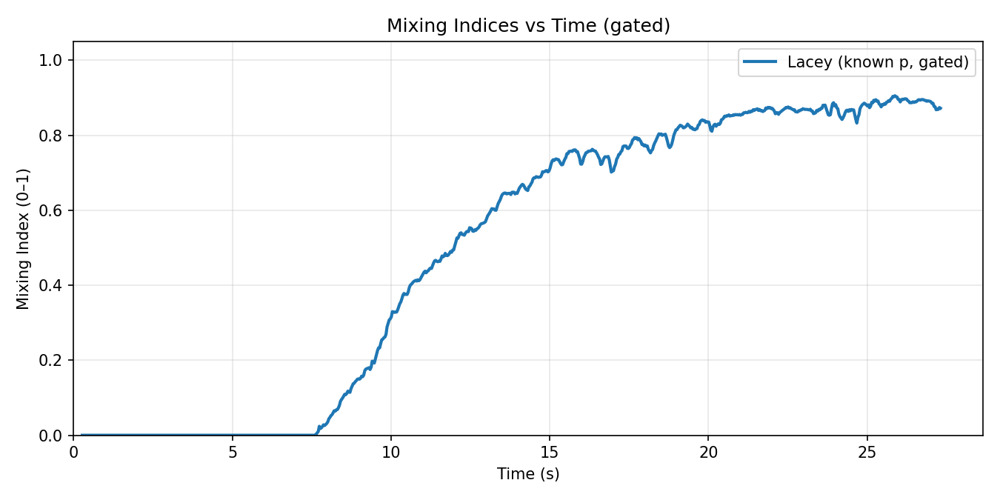 Mixing Indices vs Time (gated)
Lacey (known p, gated)
Mixing Index (0–1)
1.0
0.8
0.6
0.4
0.2
0.0
0 5 10 15 20 25
Time (s)